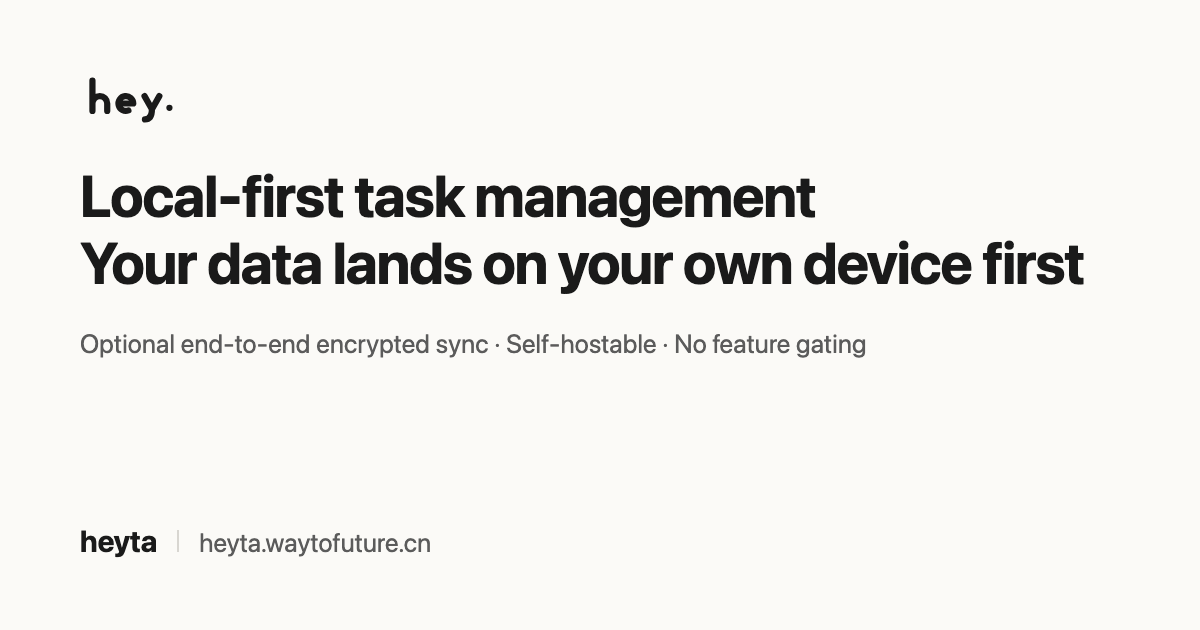 hey.
Local-first task management
Your data lands on your own device first
Optional end-to-end encrypted sync · Self-hostable · No feature gating
heyta | heyta.waytofuture.cn